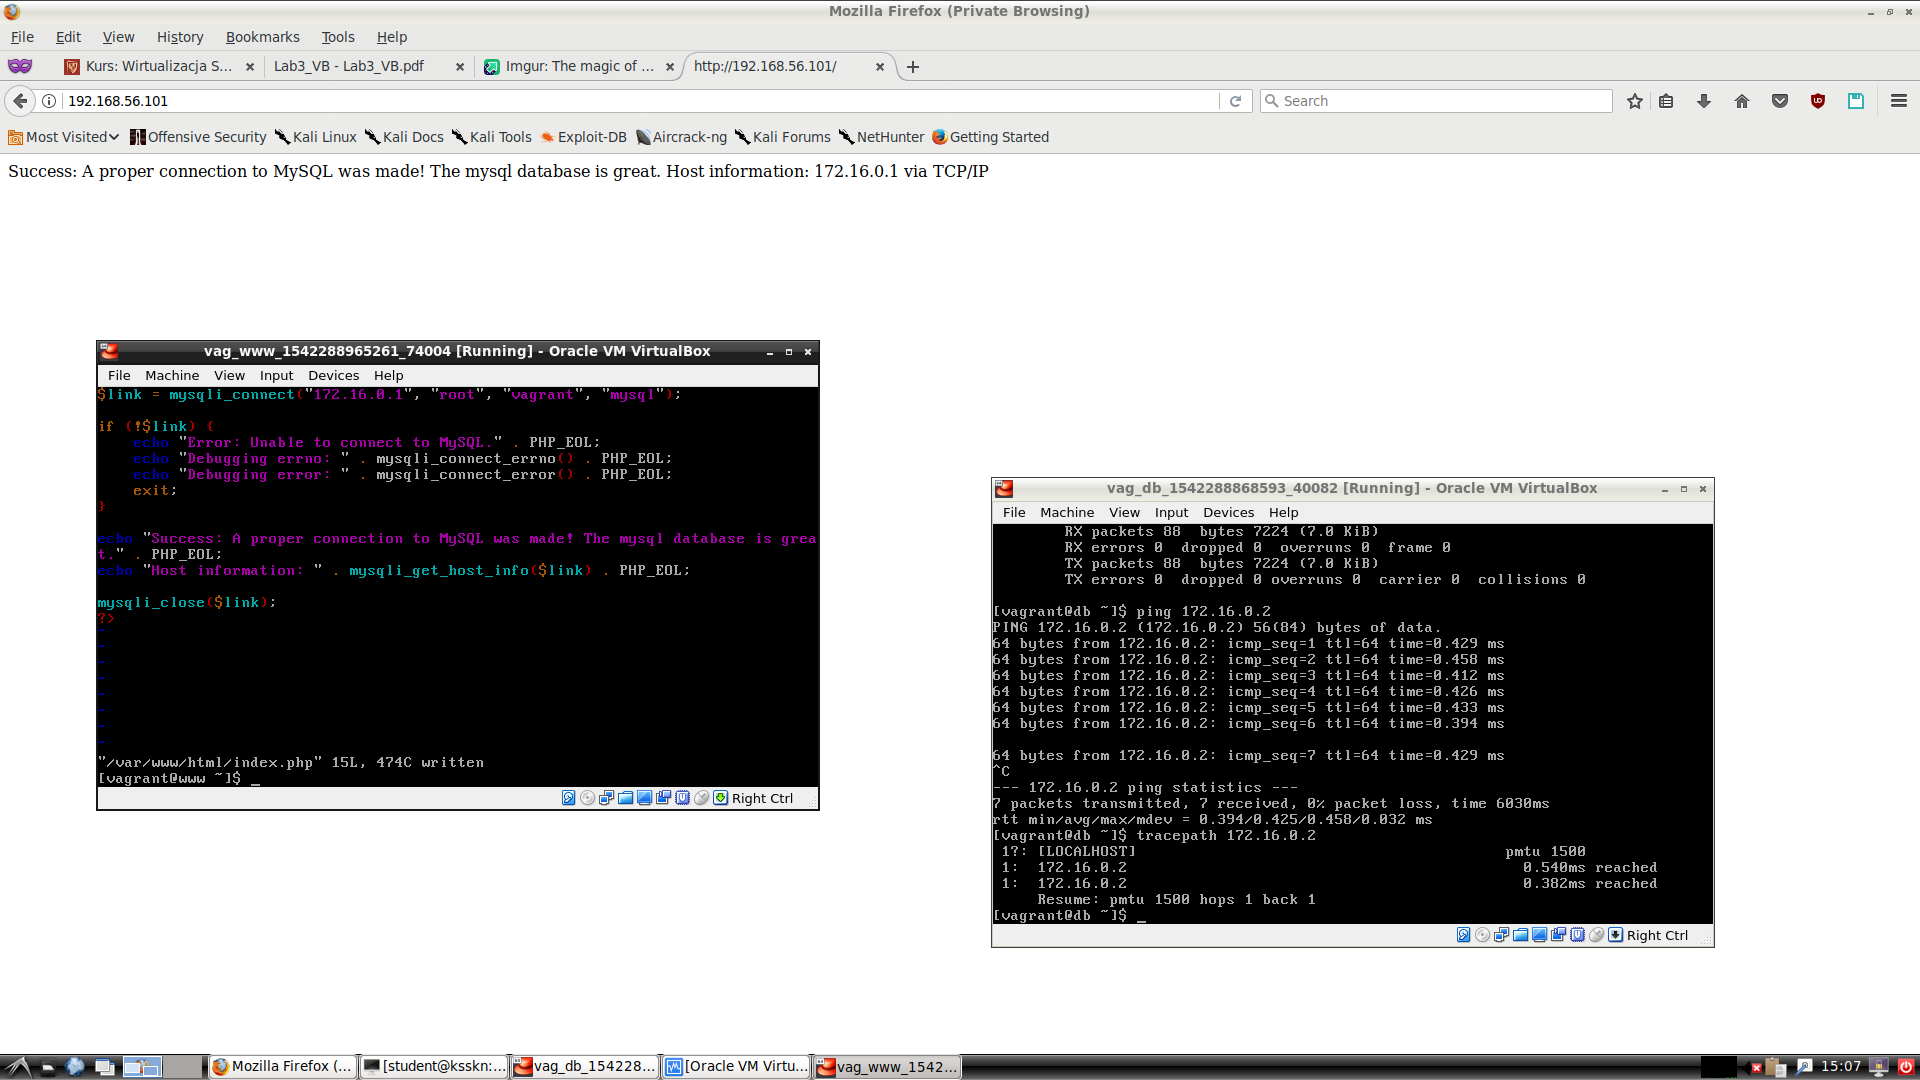 Mozilla Firefox (Private Browsing)
File Edit View History Bookmarks Tools Help
Kurs: Wirtualizacja S... Lab3_VB - Lab3_VB.pdf Imgur: The magic of ... http://192.168.56.101/
192.168.56.101 Search
Most Visited Offensive Security Kali Linux Kali Docs Kali Tools Exploit-DB Aircrack-ng Kali Forums NetHunter Getting Started
Success: A proper connection to MySQL was made! The mysql database is great. Host information: 172.16.0.1 via TCP/IP
vag_www_1542288965261_74004 [Running] - Oracle VM VirtualBox
File Machine View Input Devices Help
$link = mysqli_connect("172.16.0.1", "root", "vagrant", "mysql");
if (!$link) {
echo "Error: Unable to connect to MySQL." . PHP_EOL;
echo "Debugging errno: " . mysqli_connect_errno() . PHP_EOL;
echo "Debugging error: " . mysqli_connect_error() . PHP_EOL;
exit;
}
echo "Success: A proper connection to MySQL was made! The mysql database is grea
t." . PHP_EOL;
echo "Host information: " . mysqli_get_host_info($link) . PHP_EOL;
mysqli_close($link);
?>
~
~
~
~
~
~
~
~
"/var/www/html/index.php" 15L, 474C written
[vagrant@www ~]$ _
Right Ctrl
vag_db_1542288868593_40082 [Running] - Oracle VM VirtualBox
File Machine View Input Devices Help
RX packets 88 bytes 7224 (7.0 KiB)
RX errors 0 dropped 0 overruns 0 frame 0
TX packets 88 bytes 7224 (7.0 KiB)
TX errors 0 dropped 0 overruns 0 carrier 0 collisions 0
[vagrant@db ~]$ ping 172.16.0.2
PING 172.16.0.2 (172.16.0.2) 56(84) bytes of data.
64 bytes from 172.16.0.2: icmp_seq=1 ttl=64 time=0.429 ms
64 bytes from 172.16.0.2: icmp_seq=2 ttl=64 time=0.458 ms
64 bytes from 172.16.0.2: icmp_seq=3 ttl=64 time=0.412 ms
64 bytes from 172.16.0.2: icmp_seq=4 ttl=64 time=0.426 ms
64 bytes from 172.16.0.2: icmp_seq=5 ttl=64 time=0.433 ms
64 bytes from 172.16.0.2: icmp_seq=6 ttl=64 time=0.394 ms
64 bytes from 172.16.0.2: icmp_seq=7 ttl=64 time=0.429 ms
^C
--- 172.16.0.2 ping statistics ---
7 packets transmitted, 7 received, 0% packet loss, time 6030ms
rtt min/avg/max/mdev = 0.394/0.425/0.458/0.032 ms
[vagrant@db ~]$ tracepath 172.16.0.2
1?: [LOCALHOST] pmtu 1500
1: 172.16.0.2 0.540ms reached
1: 172.16.0.2 0.382ms reached
Resume: pmtu 1500 hops 1 back 1
[vagrant@db ~]$ _
Right Ctrl
Mozilla Firefox (... [student@ksskn:... vag_db_154228... [Oracle VM Virtu... vag_www_1542... 15:07